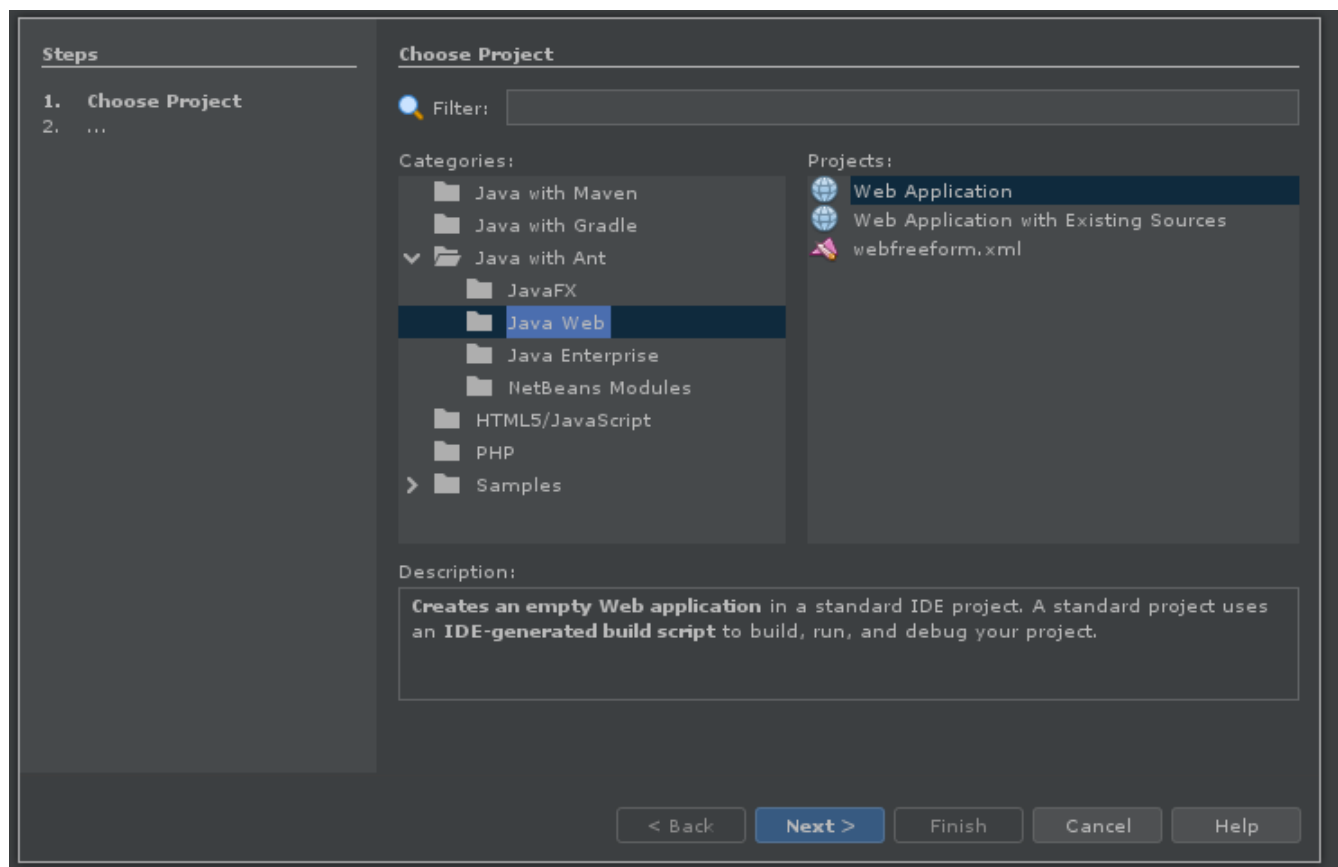 Steps
1. Choose Project
2. ...
Choose Project
Filter:
Categories:
Java with Maven
Java with Gradle
Java with Ant
JavaFX
Java Web
Java Enterprise
NetBeans Modules
HTML5/JavaScript
PHP
Samples
Projects:
Web Application
Web Application with Existing Sources
webfreeform.xml
Description:
Creates an empty Web application in a standard IDE project. A standard project uses
an IDE-generated build script to build, run, and debug your project.
< Back Next > Finish Cancel Help